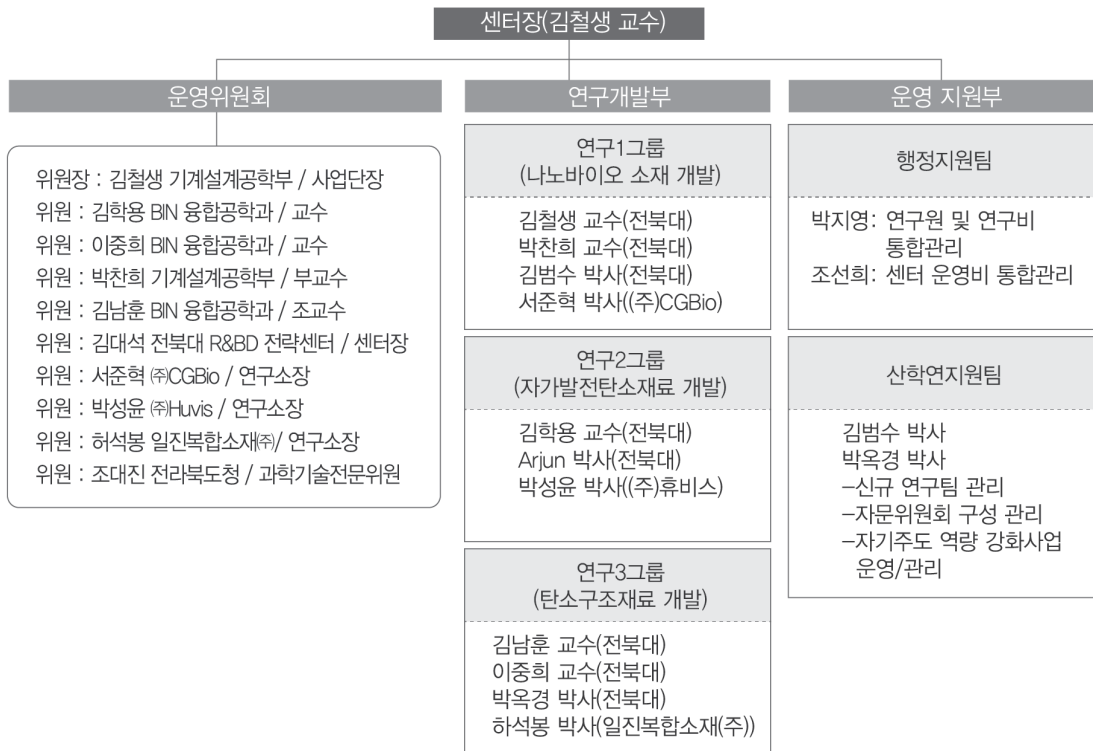 센터장(김철생 교수)
운영위원회
위원장 : 김철생 기계설계공학부 / 사업단장
위원 : 김학용 BIN 융합공학과 / 교수
위원 : 이중희 BIN 융합공학과 / 교수
위원 : 박찬희 기계설계공학부 / 부교수
위원 : 김남훈 BIN 융합공학과 / 조교수
위원 : 김대석 전북대 R&BD 전략센터 / 센터장
위원 : 서준혁 ㈜CGBio / 연구소장
위원 : 박성윤 ㈜Huvis / 연구소장
위원 : 허석봉 일진복합소재㈜/ 연구소장
위원 : 조대진 전라북도청 / 과학기술전문위원
연구개발부
연구1그룹
(나노바이오 소재 개발)
김철생 교수(전북대)
박찬희 교수(전북대)
김범수 박사(전북대)
서준혁 박사((주)CGBio)
연구2그룹
(자가발전탄소재료 개발)
김학용 교수(전북대)
Arjun 박사(전북대)
박성윤 박사((주)휴비스)
연구3그룹
(탄소구조재료 개발)
김남훈 교수(전북대)
이중희 교수(전북대)
박옥경 박사(전북대)
하석봉 박사(일진복합소재(주))
운영 지원부
행정지원팀
박지영: 연구원 및 연구비
통합관리
조선희: 센터 운영비 통합관리
산학연지원팀
김범수 박사
박옥경 박사
-신규 연구팀 관리
-자문위원회 구성 관리
-자기주도 역량 강화사업
운영/관리